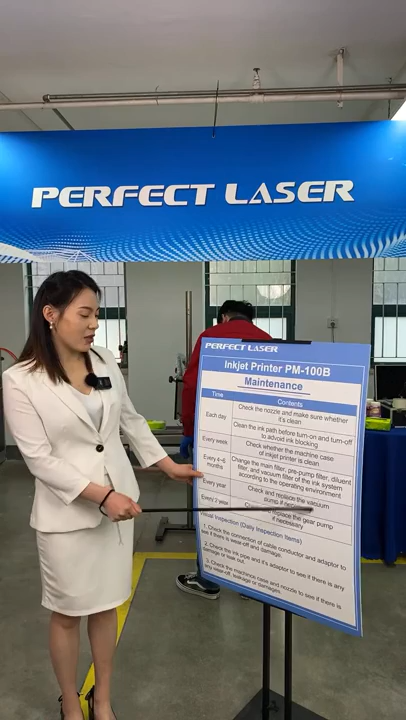 PERFECT LASER
PERFECT LASER
Inkjet Printer PM-100B
Maintenance
Time Contents
Each day Check the nozzle and make sure whether
it's clean
Clean the ink path before turn-on and turn-off
to advoid ink blocking
Every week Check whether the machine case
of inkjet printer is clean
Every 4~6
months Change the main filter, pre-pump filter, diluent
filter, and vacuum filter of the ink system
according to the operating environment
Every year Check and replace the vacuum
if
Every 2 year replace the gear pump
if necessary
Visual Inspection (Daily Inspection Items)
1. Check the connection of cable conductor and adaptor to
see if there is wear-off and damage.
2. Check the ink pipe and it's adaptor to see if there is any
damage or leak out.
3. Check the machince case and nozzle to see if there is
any wear-off, leakage or damages.